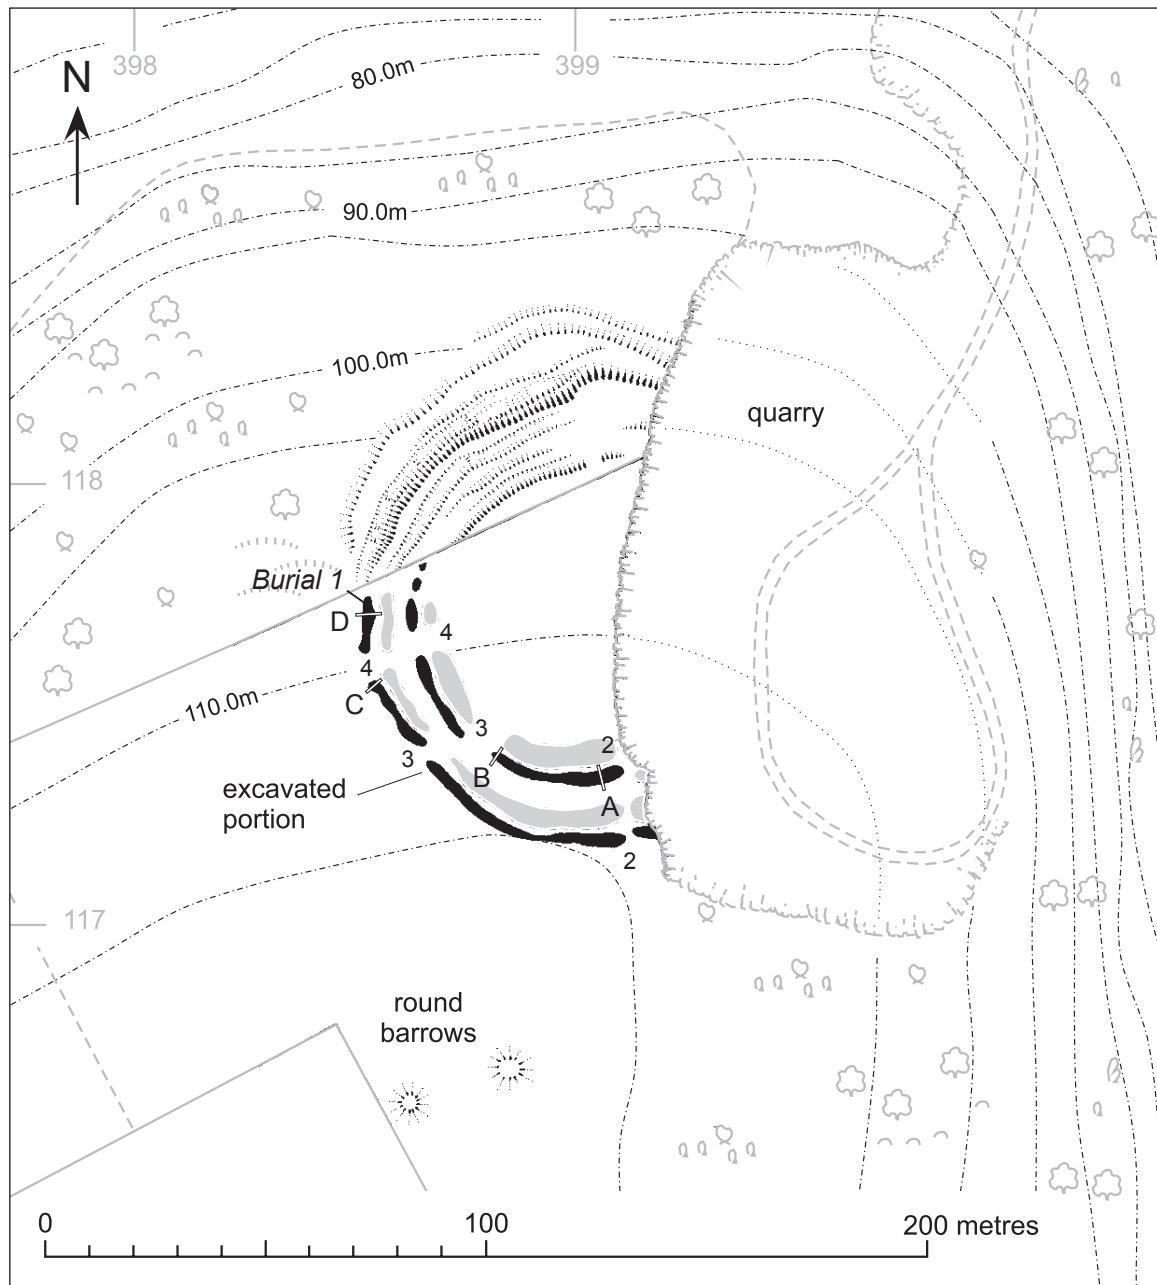 398
399
N
80.0m
90.0m
100.0m
quarry
118
Burial 1
D
4
4
C
110.0m
3
2
3
B
A
excavated
portion
2
117
round
barrows
0
100
200 metres